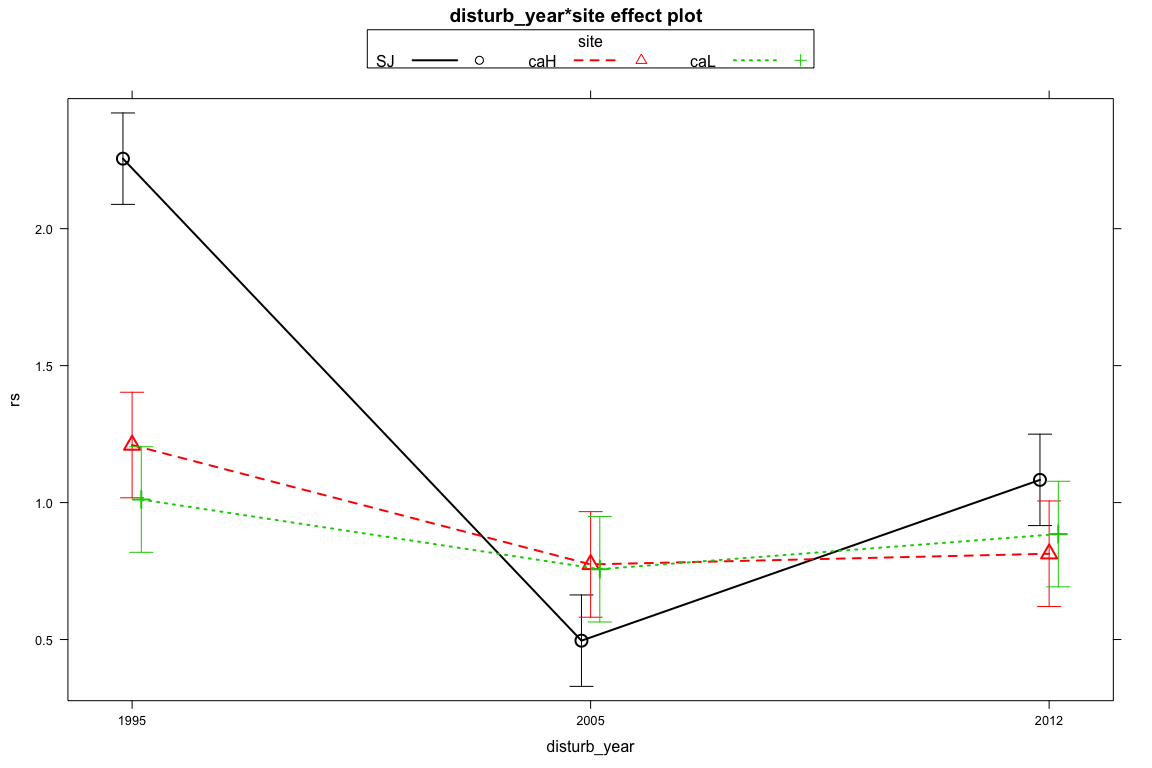 disturb_year*site effect plot
site
SJ caH caL
2.0
1.5
1.0
0.5
rs
1995 2005 2012
disturb_year